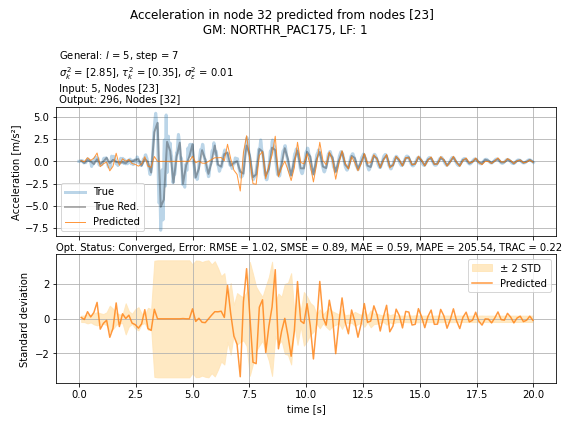 Acceleration in node 32 predicted from nodes [23]
GM: NORTHR_PAC175, LF: 1
General: l = 5, step = 7
σ²ₖ = [2.85], τ²ₖ = [0.35], σ²ε = 0.01
Input: 5, Nodes [23]
Output: 296, Nodes [32]
Acceleration [m/s²]
5.0
2.5
0.0
−2.5
−5.0
−7.5
True
True Red.
Predicted
Opt. Status: Converged, Error: RMSE = 1.02, SMSE = 0.89, MAE = 0.59, MAPE = 205.54, TRAC = 0.22
Standard deviation
2
0
−2
± 2 STD
Predicted
0.0 2.5 5.0 7.5 10.0 12.5 15.0 17.5 20.0
time [s]